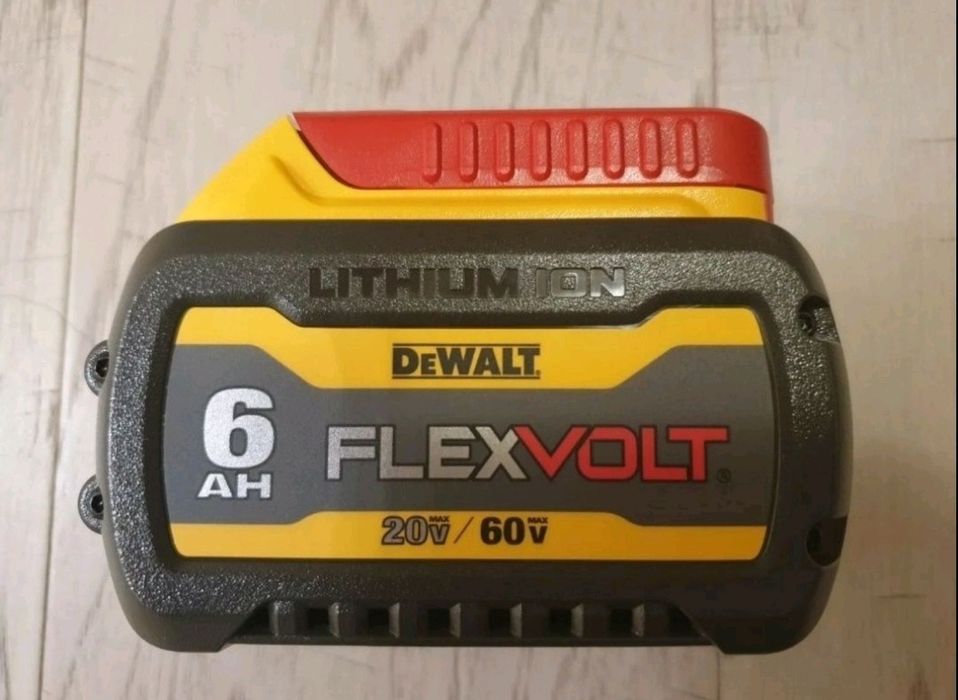 LITHIUM ION
DEWALT®
6
AH
FLEXVOLT®
20V MAX / 60V MAX